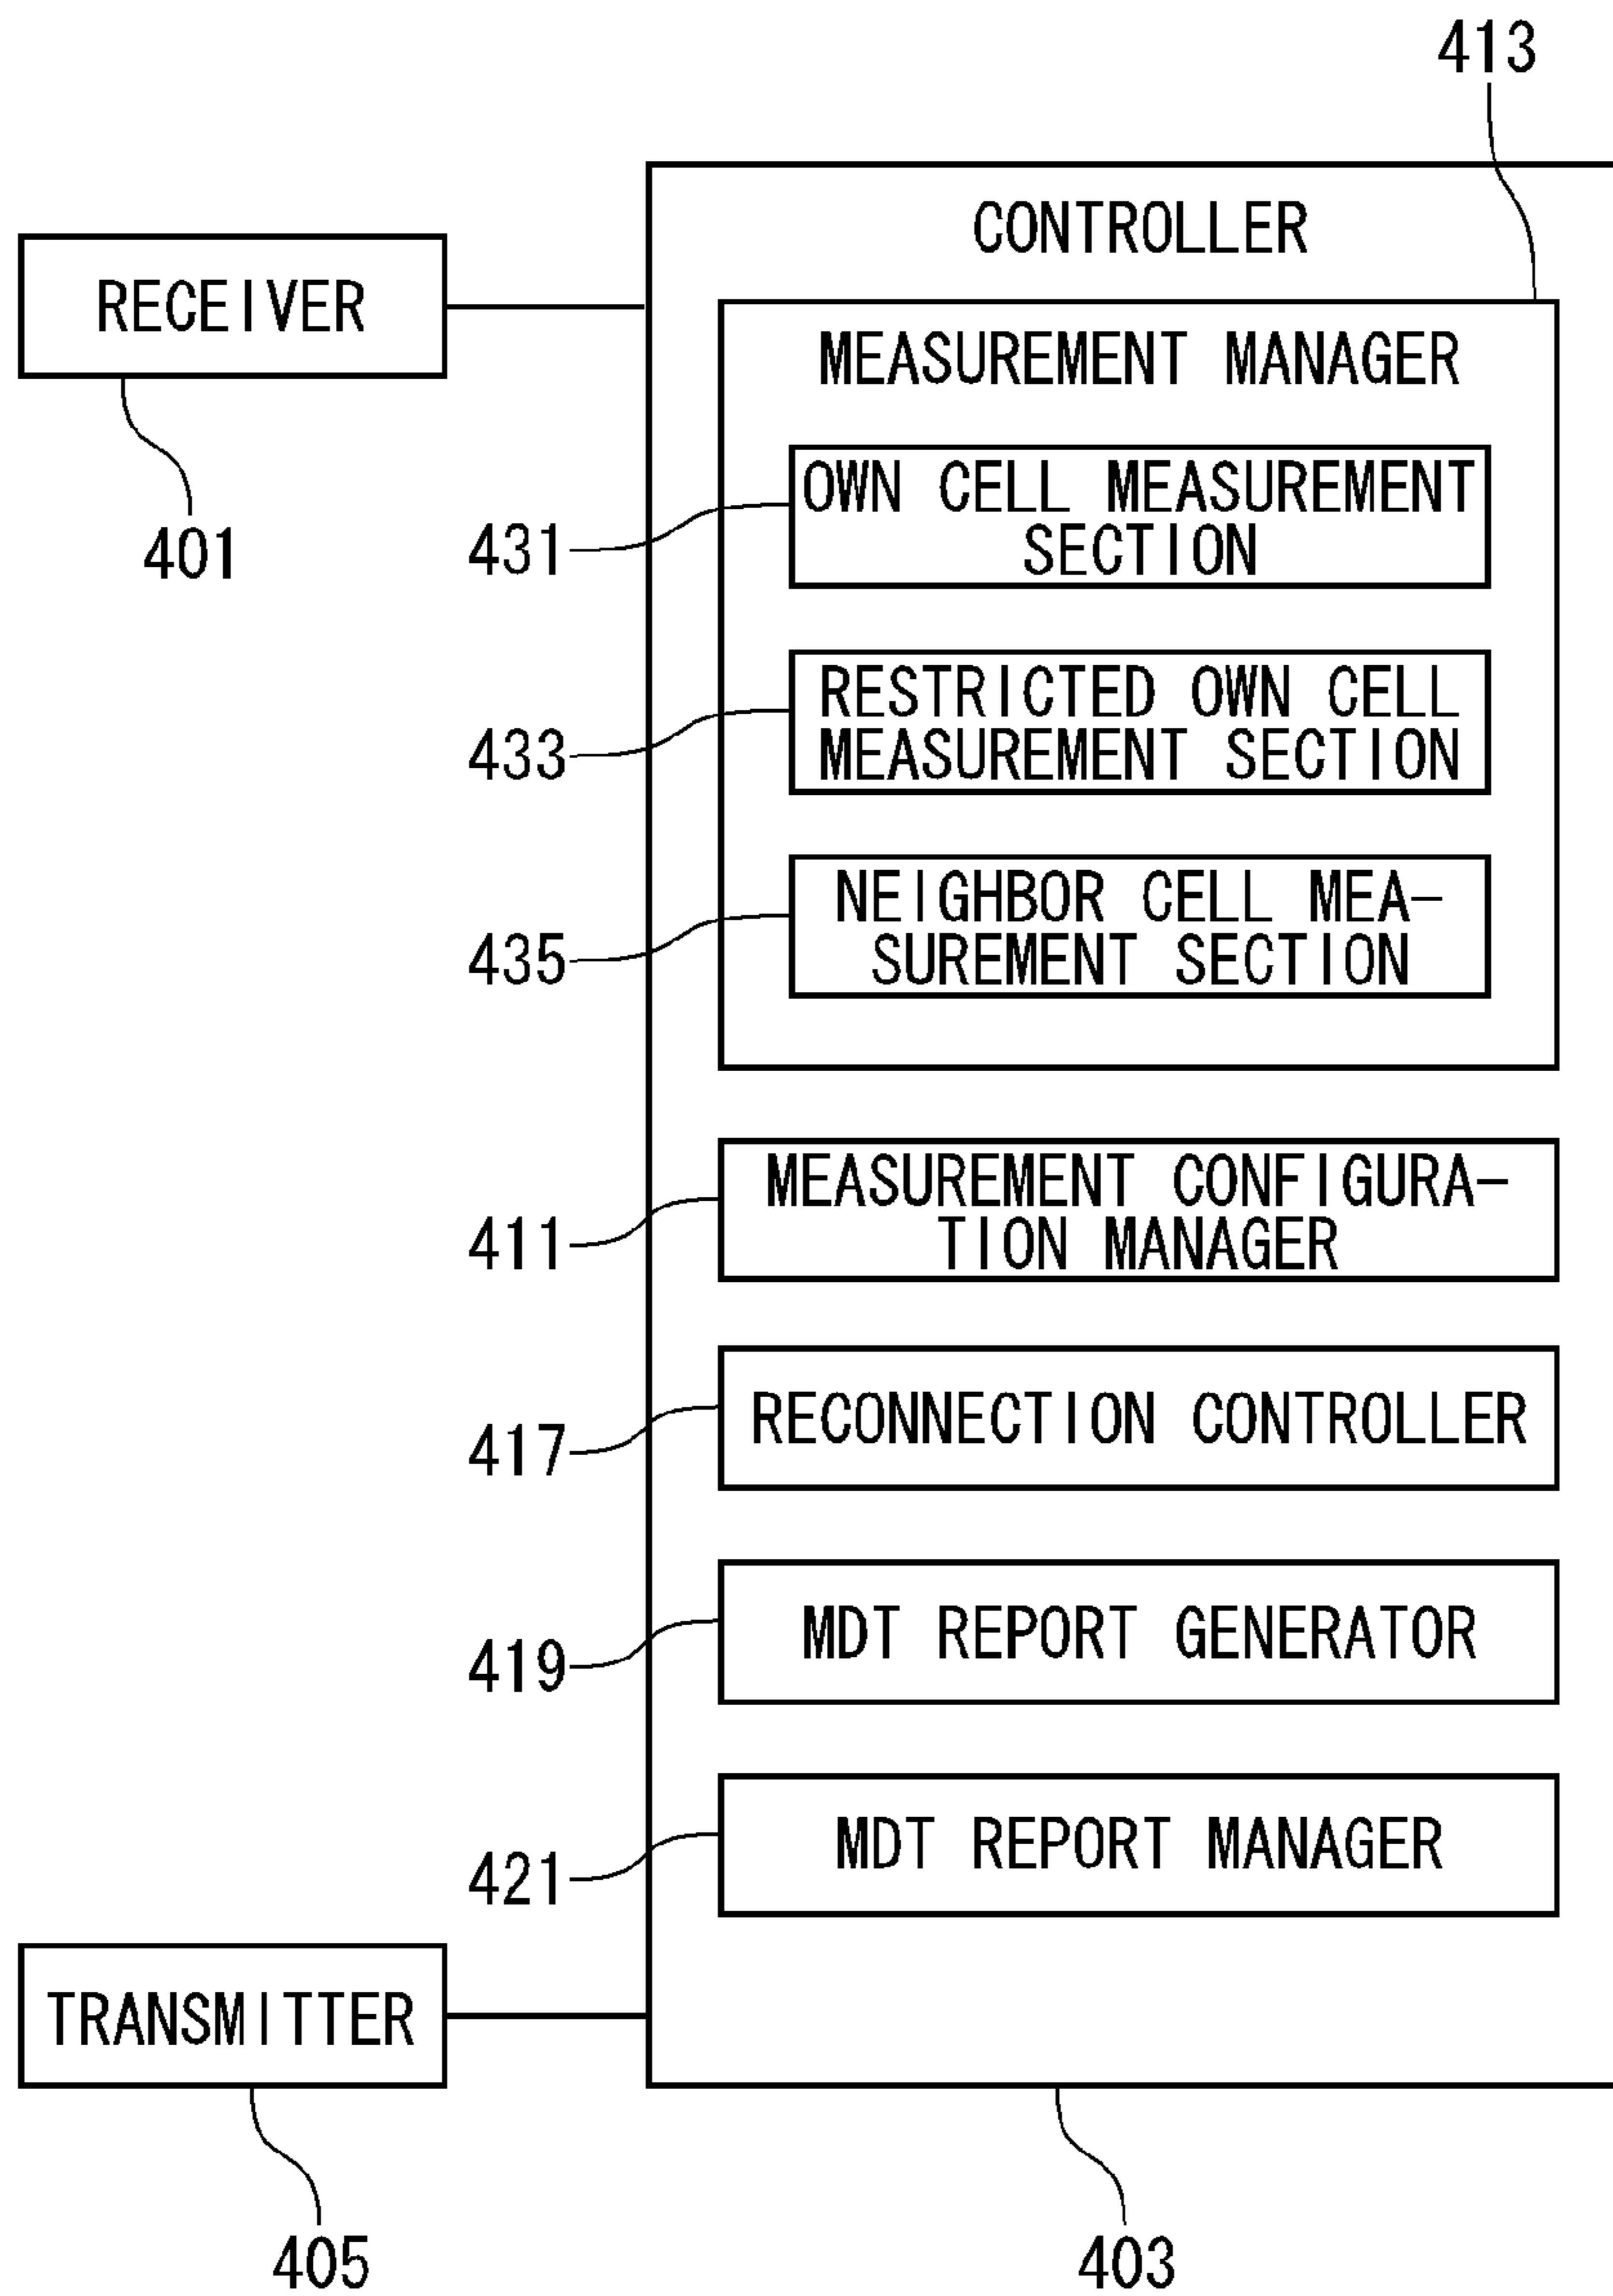 413
CONTROLLER
RECEIVER
401
MEASUREMENT MANAGER
OWN CELL MEASUREMENT
SECTION
431
RESTRICTED OWN CELL
MEASUREMENT SECTION
433
NEIGHBOR CELL MEA-
SUREMENT SECTION
435
MEASUREMENT CONFIGURA-
TION MANAGER
411
RECONNECTION CONTROLLER
417
MDT REPORT GENERATOR
419
MDT REPORT MANAGER
421
TRANSMITTER
405
403